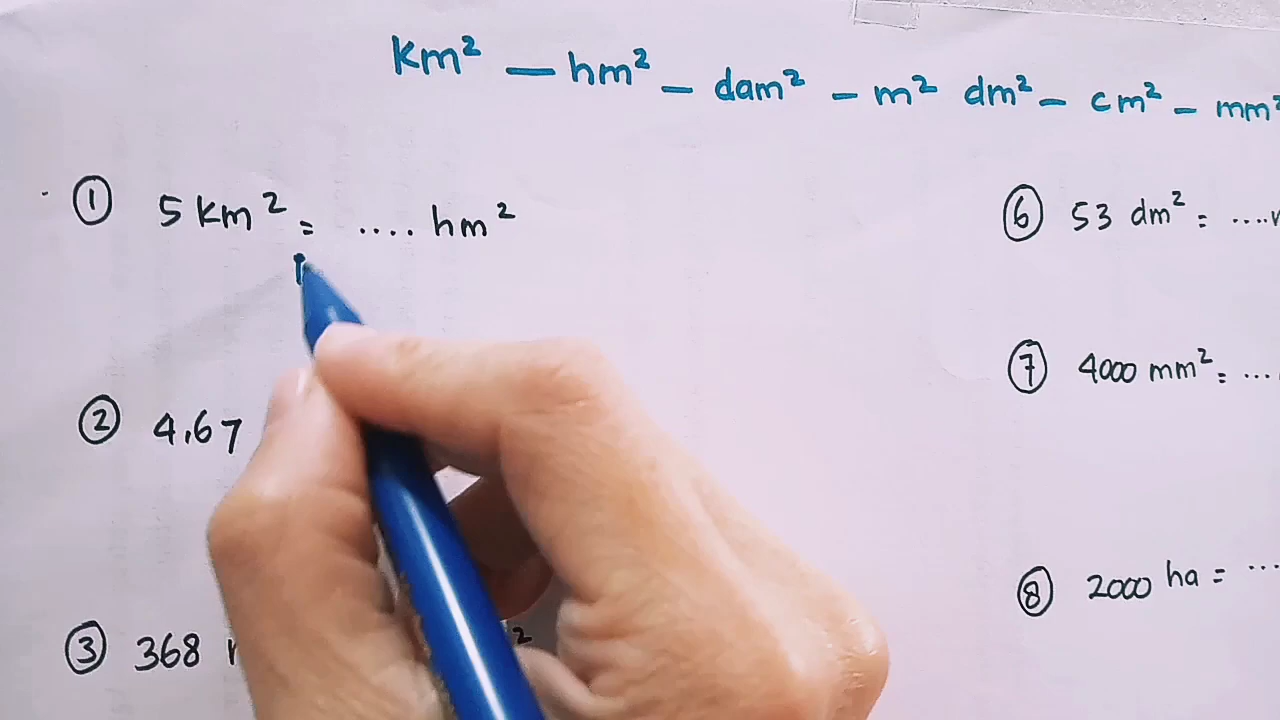 km² — hm² – dam² – m² dm² – cm² – mm²
① 5 km² = .... hm²
② 4,67
③ 368
⑥ 53 dm² = ....
⑦ 4000 mm² = ...
⑧ 2000 ha = ...